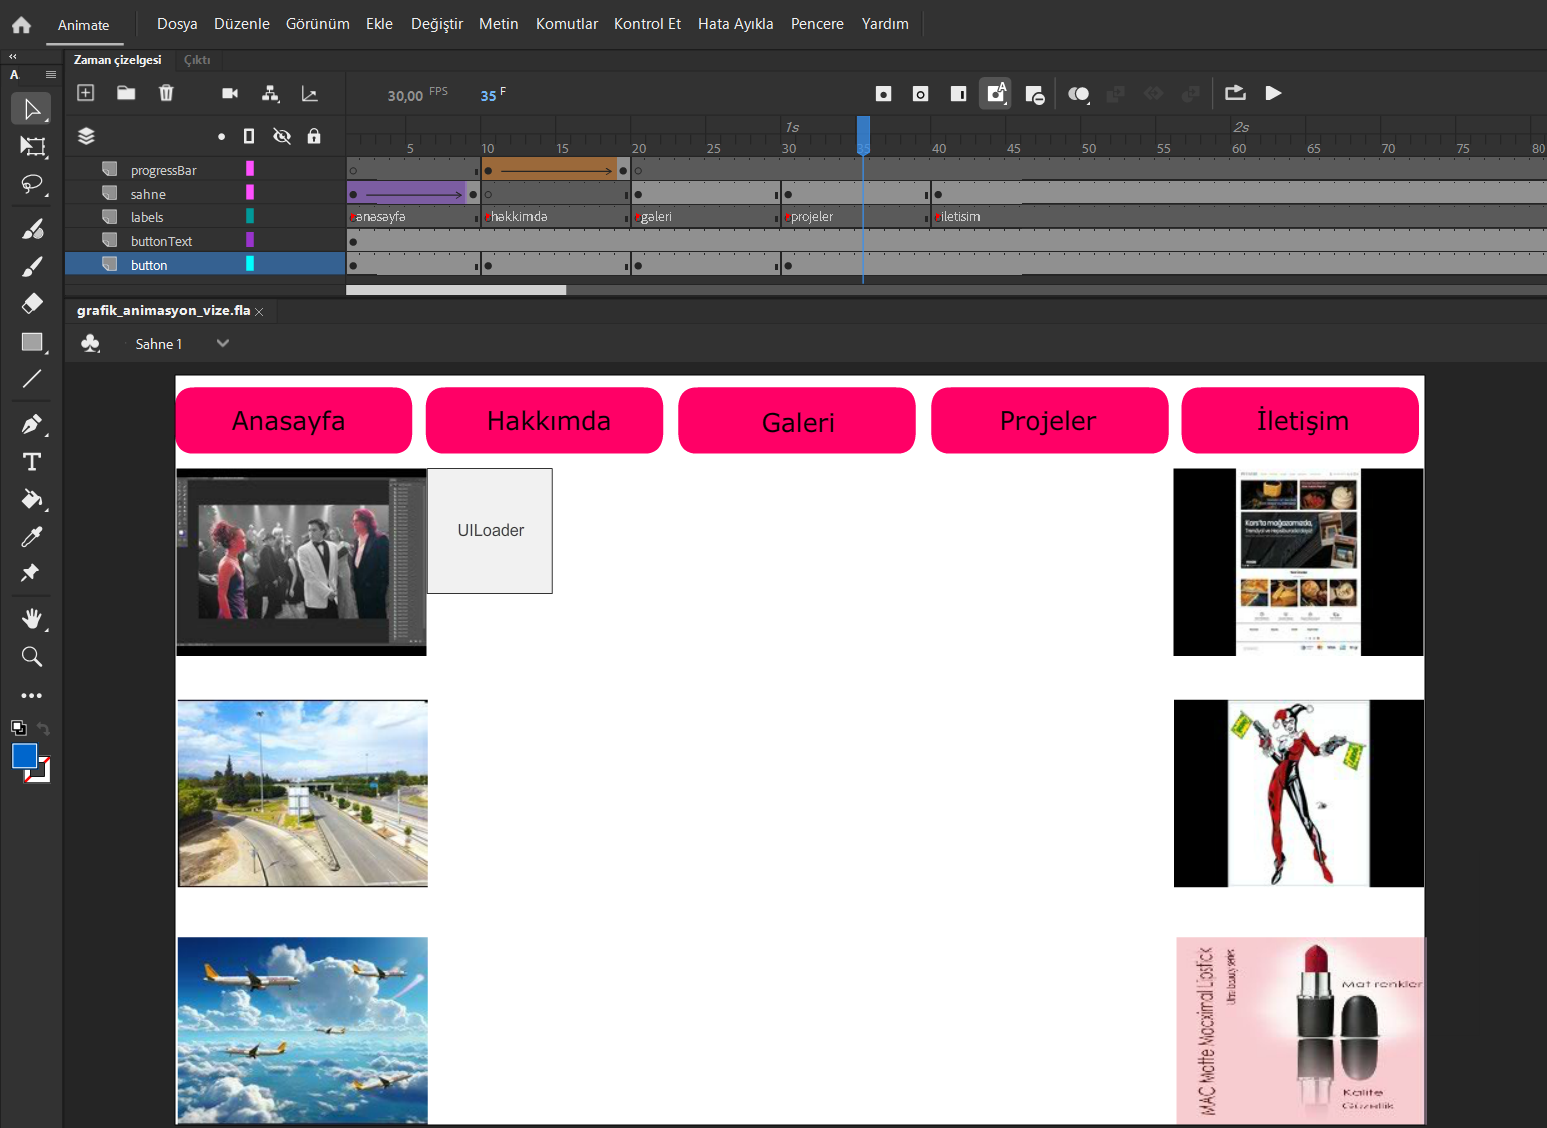 Animate Dosya Düzenle Görünüm Ekle Değiştir Metin Komutlar Kontrol Et Hata Ayıkla Pencere Yardım
Zaman çizelgesi Çıktı
30,00 FPS 35 F
1s 2s
5 10 15 20 25 30 35 40 45 50 55 60 65 70 75 80
progressBar
sahne
labels anasayfa hakkimda galeri projeler iletisim
buttonText
button
grafik_animasyon_vize.fla
Sahne 1
Anasayfa Hakkımda Galeri Projeler İletişim
UILoader
MAC Matte Macximal Lipstick
Mat renkler
Kalite
Güzellik